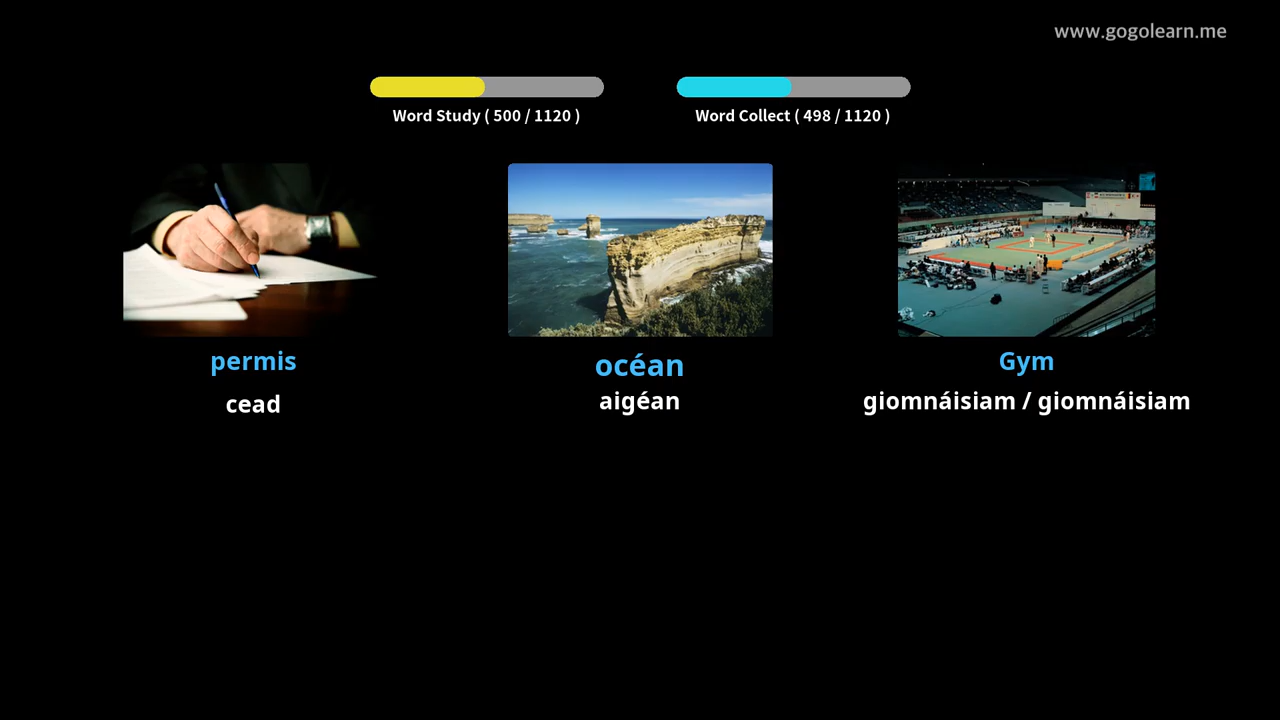 www.gogolearn.me
Word Study ( 500 / 1120 )
Word Collect ( 498 / 1120 )
permis
océan
Gym
cead
aigéan
giomnáisiam / giomnáisiam